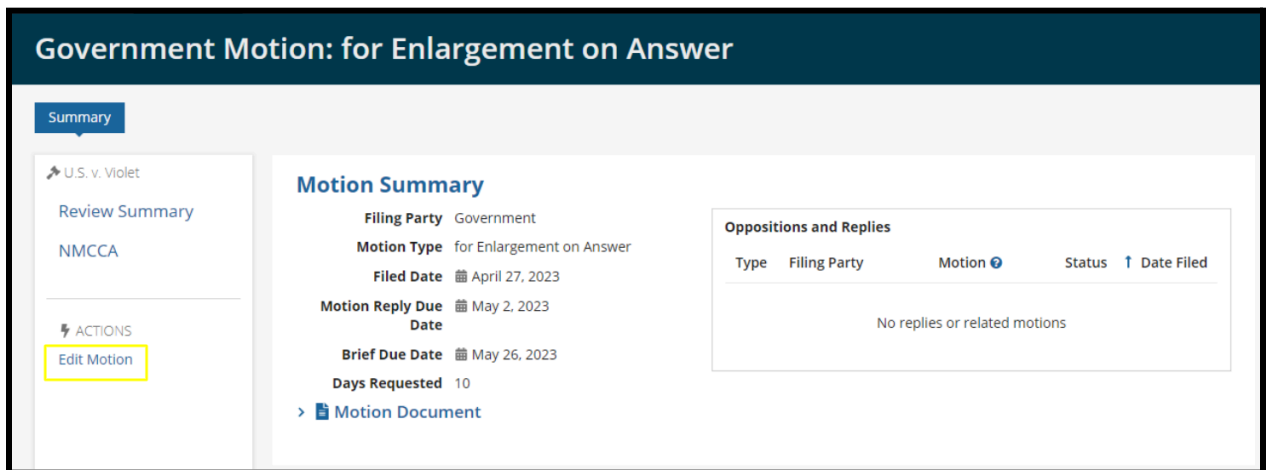 Government Motion: for Enlargement on Answer
Summary
U.S. v. Violet
Review Summary
NMCCA
ACTIONS
Edit Motion
Motion Summary
Filing Party Government
Motion Type for Enlargement on Answer
Filed Date April 27, 2023
Motion Reply Due May 2, 2023
Date
Brief Due Date May 26, 2023
Days Requested 10
> Motion Document
Oppositions and Replies
Type Filing Party Motion ? Status ↑ Date Filed
No replies or related motions